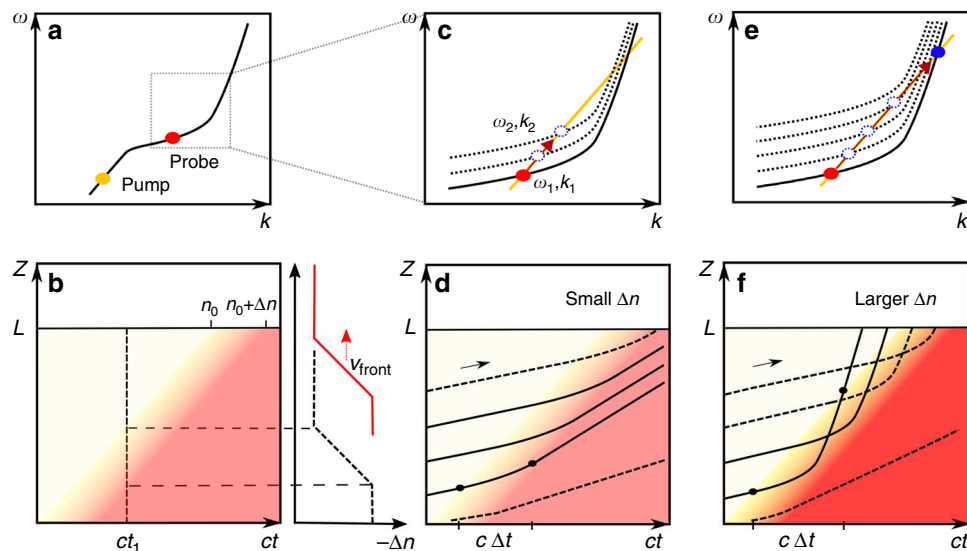 ω
a
Probe
Pump
k
ω
c
ω₂,k₂
ω₁,k₁
k
ω
e
k
Z
b
n₀ n₀+Δn
L
v_front
ct₁
ct
−Δn
Z
d
Small Δn
L
c Δt
ct
Z
f
Larger Δn
L
c Δt
ct